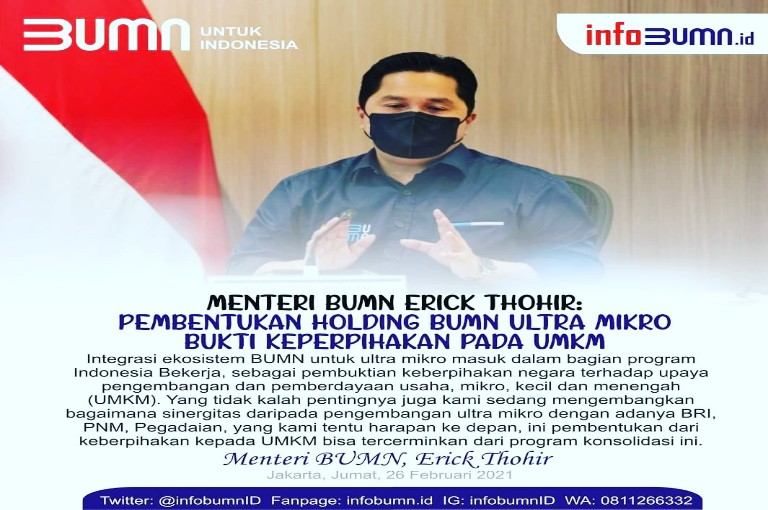 BUMN UNTUK INDONESIA
infoBUMN.id
BUMN
MENTERI BUMN ERICK THOHIR:
PEMBENTUKAN HOLDING BUMN ULTRA MIKRO
BUKTI KEPERPIHAKAN PADA UMKM
Integrasi ekosistem BUMN untuk ultra mikro masuk dalam bagian program
Indonesia Bekerja, sebagai pembuktian keberpihakan negara terhadap upaya
pengembangan dan pemberdayaan usaha, mikro, kecil dan menengah
(UMKM). Yang tidak kalah pentingnya juga kami sedang mengembangkan
bagaimana sinergitas daripada pengembangan ultra mikro dengan adanya BRI,
PNM, Pegadaian, yang kami tentu harapan ke depan, ini pembentukan dari
keberpihakan kepada UMKM bisa tercerminkan dari program konsolidasi ini.
Menteri BUMN, Erick Thohir
Jakarta, Jumat, 26 Februari 2021
Twitter: @infobumnID Fanpage: infobumn.id IG: infobumnID WA: 0811266332